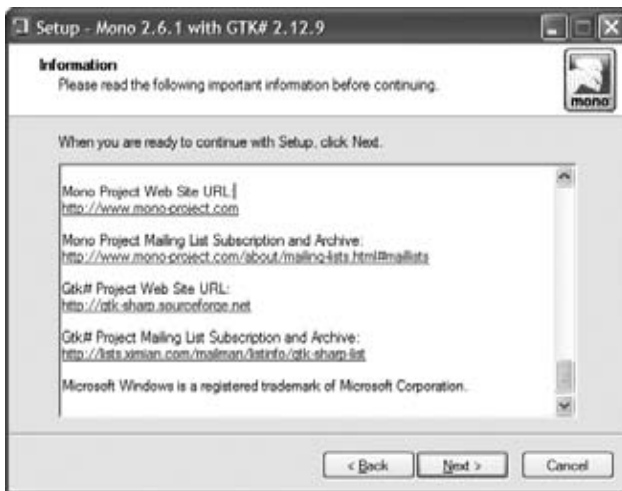 Setup - Mono 2.6.1 with GTK# 2.12.9
Information
Please read the following important information before continuing.
mono
When you are ready to continue with Setup, click Next.
Mono Project Web Site URL:
http://www.mono-project.com
Mono Project Mailing List Subscription and Archive:
http://www.mono-project.com/about/mailing-lists.html#maillists
Gtk# Project Web Site URL:
http://gtk-sharp.sourceforge.net
Gtk# Project Mailing List Subscription and Archive:
http://lists.ximian.com/mailman/listinfo/gtk-sharp-list
Microsoft Windows is a registered trademark of Microsoft Corporation.
< Back Next > Cancel